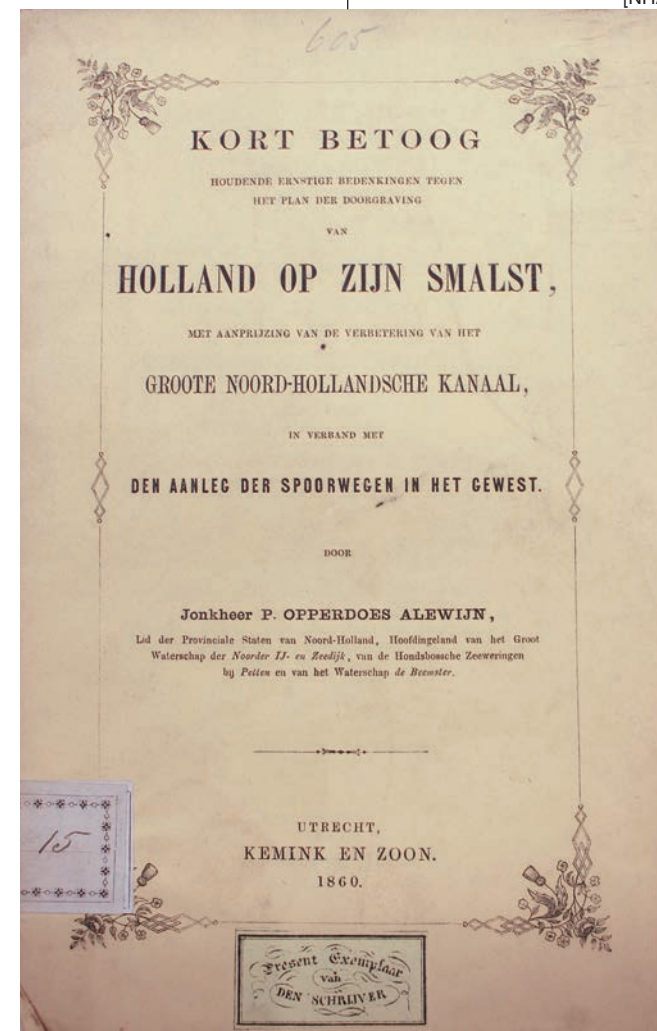 605
KORT BETOOG
HOUDENDE ERNSTIGE BEDENKINGEN TEGEN
HET PLAN DER DOORGRAVING
VAN
HOLLAND OP ZIJN SMALST,
MET AANPRIJZING VAN DE VERBETERING VAN HET
GROOTE NOORD-HOLLANDSCHE KANAAL,
IN VERBAND MET
DEN AANLEG DER SPOORWEGEN IN HET GEWEST.
DOOR
Jonkheer P. OPPERDOES ALEWIJN,
Lid der Provinciale Staten van Noord-Holland, Hoofdingeland van het Groot
Waterschap der Noorder IJ- en Zeedijk, van de Hondsbossche Zeeweringen
bij Petten en van het Waterschap de Beemster.
UTRECHT,
KEMINK EN ZOON.
1860.
15
Present Exemplaar
van
DEN SCHRIJVER